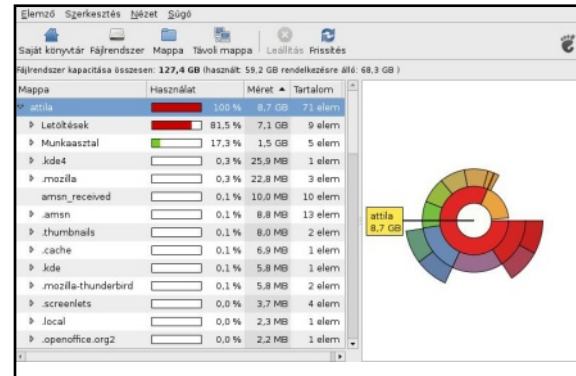 Elemző Szerkesztés Nézet Súgó
Saját könyvtár Fájlrendszer Mappa Távoli mappa Leállítás Frissítés
Fájlrendszer kapacitása összesen: 127,4 GB (használt: 59,2 GB rendelkezésre álló: 68,3 GB )
Mappa Használat Méret Tartalom
attila 100 % 8,7 GB 71 elem
Letöltések 81,5 % 7,1 GB 9 elem
Munkaasztal 17,3 % 1,5 GB 5 elem
.kde4 0,3 % 25,9 MB 1 elem
.mozilla 0,3 % 22,8 MB 3 elem
amsn_received 0,1 % 10,0 MB 10 elem
.amsn 0,1 % 8,8 MB 13 elem
.thumbnails 0,1 % 8,0 MB 2 elem
.cache 0,1 % 6,9 MB 1 elem
.kde 0,1 % 5,8 MB 1 elem
.mozilla-thunderbird 0,1 % 5,8 MB 2 elem
.screenlets 0,0 % 3,7 MB 4 elem
.local 0,0 % 2,3 MB 1 elem
.openoffice.org2 0,0 % 2,2 MB 1 elem
attila
8,7 GB